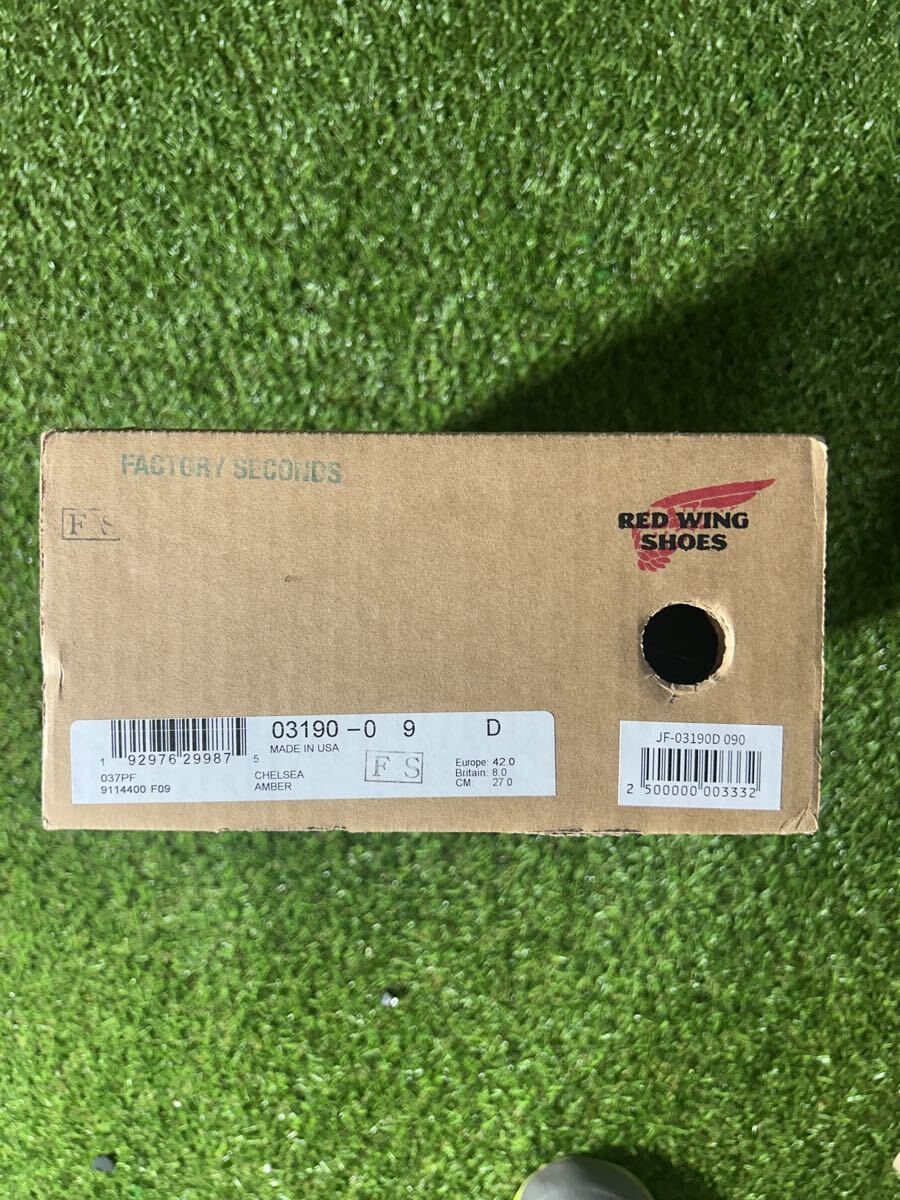 FACTORY SECONDS
F S
RED WING
SHOES
03190 -0 9 D
MADE IN USA
1 92976 29987 5
037PF
9114400 F09
CHELSEA
AMBER
F S
Europe: 42.0
Britain: 8.0
CM: 27.0
JF-03190D 090
2 500000 003332